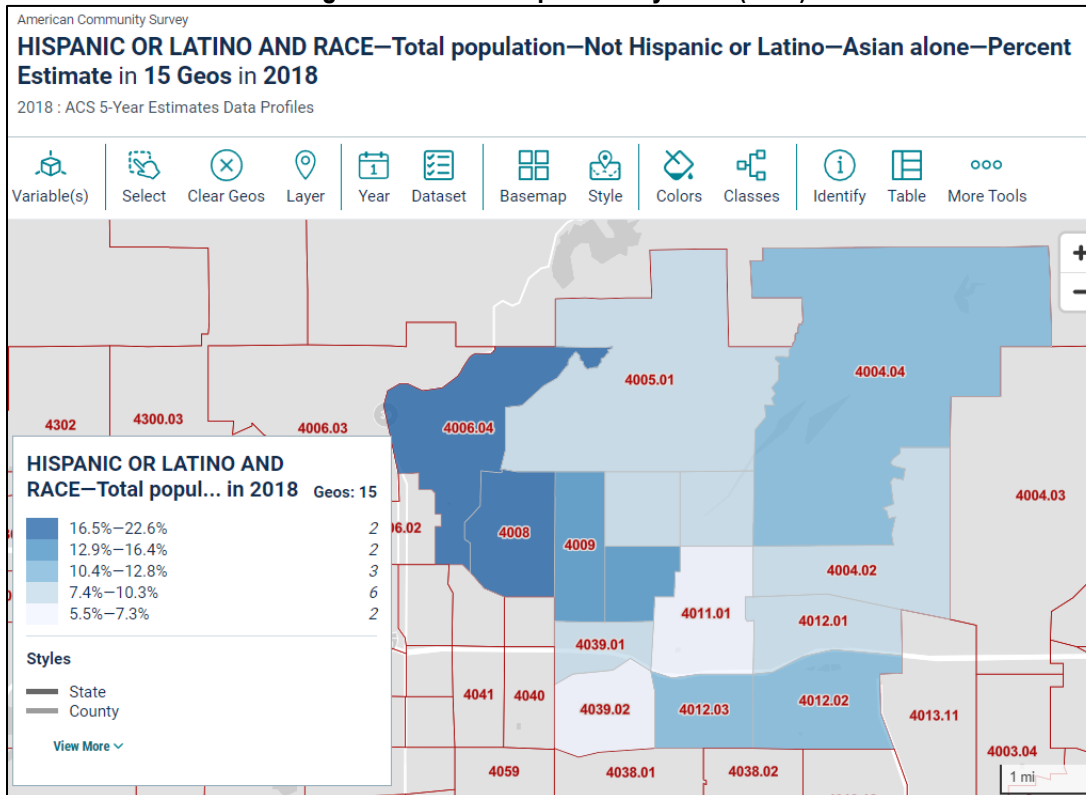 American Community Survey
HISPANIC OR LATINO AND RACE—Total population—Not Hispanic or Latino—Asian alone—Percent
Estimate in 15 Geos in 2018
2018 : ACS 5-Year Estimates Data Profiles
Variable(s) Select Clear Geos Layer Year Dataset Basemap Style Colors Classes Identify Table More Tools
+
−
4005.01
4004.04
4302
4300.03
4006.03
4006.04
4004.03
HISPANIC OR LATINO AND
RACE—Total popul... in 2018 Geos: 15
16.5%—22.6% 2
12.9%—16.4% 2
10.4%—12.8% 3
7.4%—10.3% 6
5.5%—7.3% 2
Styles
State
County
View More
4008
4009
4004.02
4011.01
4012.01
4039.01
4041
4040
4039.02
4012.03
4012.02
4013.11
4003.04
4059
4038.01
4038.02
1 mi